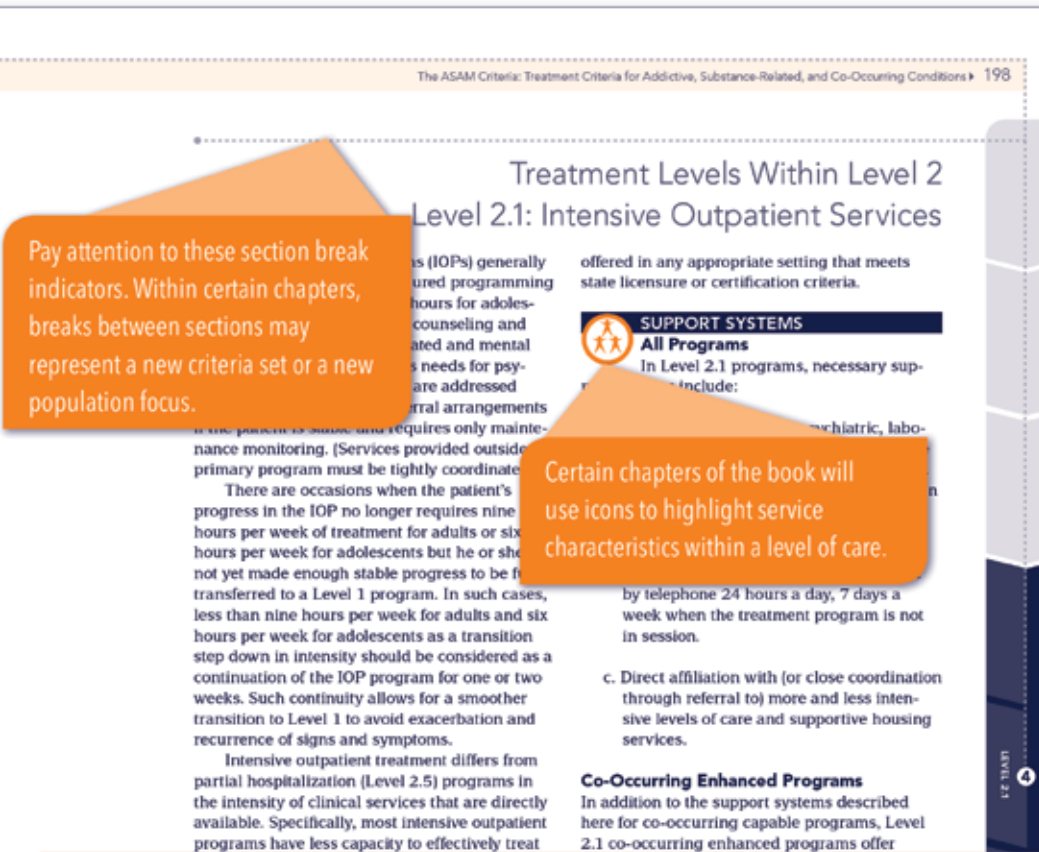 The ASAM Criteria: Treatment Criteria for Addictive, Substance-Related, and Co-Occurring Conditions ▸ 198
Treatment Levels Within Level 2
Level 2.1: Intensive Outpatient Services
Pay attention to these section break
indicators. Within certain chapters,
breaks between sections may
represent a new criteria set or a new
population focus.
(IOPs) generally
programming
hours for adoles-
counseling and
and mental
needs for psy-
are addressed
arrangements
requires only mainte-
nance monitoring. (Services provided outside
primary program must be tightly
There are occasions when the patient's
progress in the IOP no longer requires nine
hours per week of treatment for adults or six
hours per week for adolescents but he or she
not yet made enough stable progress to be
transferred to a Level 1 program. In such cases,
less than nine hours per week for adults and six
hours per week for adolescents as a transition
step down in intensity should be considered as a
continuation of the IOP program for one or two
weeks. Such continuity allows for a smoother
transition to Level 1 to avoid exacerbation and
recurrence of signs and symptoms.
Intensive outpatient treatment differs from
partial hospitalization (Level 2.5) programs in
the intensity of clinical services that are directly
available. Specifically, most intensive outpatient
programs have less capacity to effectively treat
offered in any appropriate setting that meets
state licensure or certification criteria.
SUPPORT SYSTEMS
All Programs
In Level 2.1 programs, necessary sup-
include:
labo-
Certain chapters of the book will
use icons to highlight service
characteristics within a level of care.
by telephone 24 hours a day, 7 days a
week when the treatment program is not
in session.
c. Direct affiliation with (or close coordination
through referral to) more and less inten-
sive levels of care and supportive housing
services.
Co-Occurring Enhanced Programs
In addition to the support systems described
here for co-occurring capable programs, Level
2.1 co-occurring enhanced programs offer
LEVEL 2.1
4